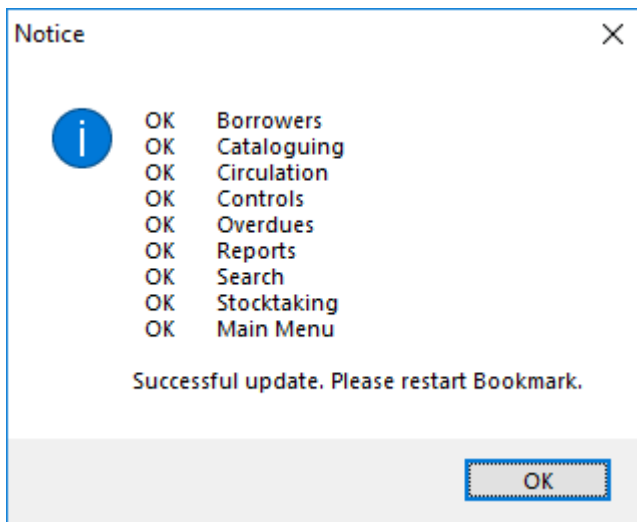 Notice
OK Borrowers
OK Cataloguing
OK Circulation
OK Controls
OK Overdues
OK Reports
OK Search
OK Stocktaking
OK Main Menu
Successful update. Please restart Bookmark.
OK